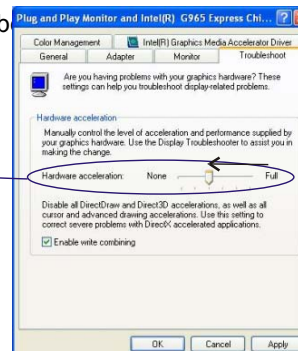 Plug and Play Monitor and Intel(R) G965 Express Chi...
Color Management
Intel(R) Graphics Media Accelerator Driver
General
Adapter
Monitor
Troubleshoot
Are you having problems with your graphics hardware? These
settings can help you troubleshoot display-related problems.
Hardware acceleration
Manually control the level of acceleration and performance supplied by
your graphics hardware. Use the Display Troubleshooter to assist you in
making the change.
Hardware acceleration:
None
Full
Disable all DirectDraw and Direct3D accelerations, as well as all
cursor and advanced drawing accelerations. Use this setting to
correct severe problems with DirectX accelerated applications.
Enable write combining
OK
Cancel
Apply